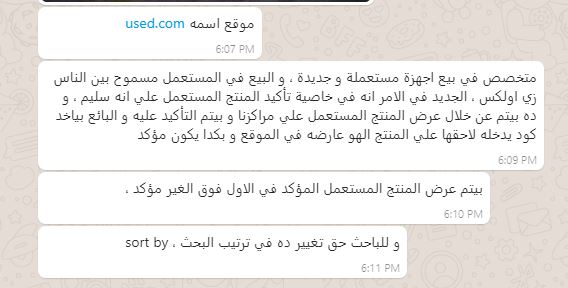 موقع اسمه used.com
6:07 PM
متخصص في بيع اجهزة مستعملة و جديدة ، و البيع في المستعمل مسموح بين الناس
زي اولكس ، الجديد في الامر انه في خاصية تأكيد المنتج المستعمل علي انه سليم ، و
ده بيتم عن خلال عرض المنتج المستعمل علي مراكزنا و بيتم التأكيد عليه و البائع بياخد
كود يدخله لاحقها علي المنتج الهو عارضه في الموقع و بكدا يكون مؤكد
6:09 PM
بيتم عرض المنتج المستعمل المؤكد في الاول فوق الغير مؤكد ،
6:10 PM
و للباحث حق تغيير ده في ترتيب البحث ، sort by
6:11 PM